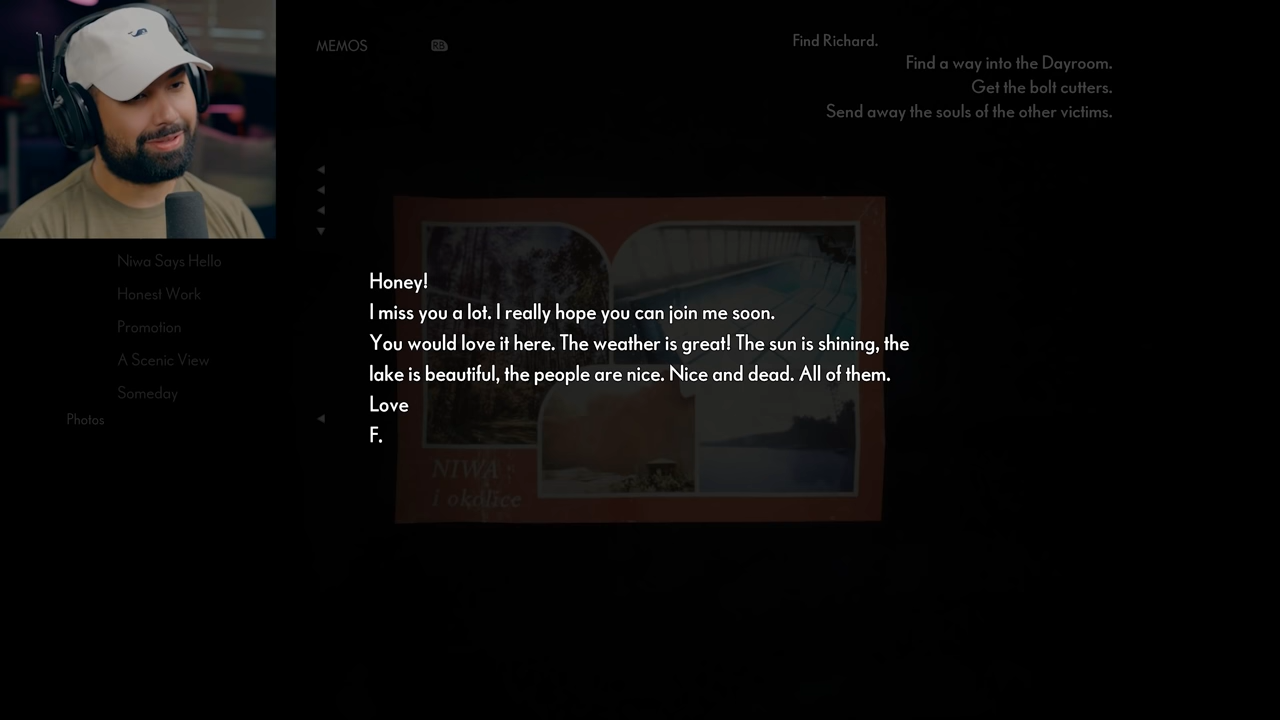 MEMOS
RB
Find Richard.
Find a way into the Dayroom.
Get the bolt cutters.
Send away the souls of the other victims.
Niwa Says Hello
Honest Work
Promotion
A Scenic View
Someday
Photos
Honey!
I miss you a lot. I really hope you can join me soon.
You would love it here. The weather is great! The sun is shining, the
lake is beautiful, the people are nice. Nice and dead. All of them.
Love
F.
NIWA
i okolice